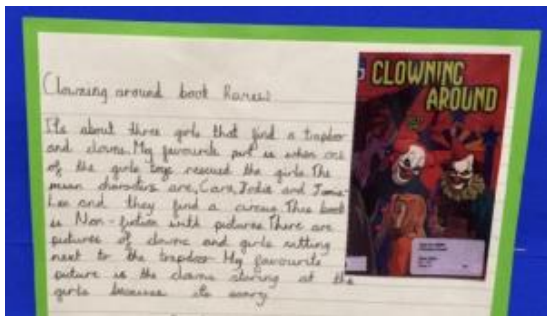 Clowning around book Rarew
Its about three girls that find a trapdoor
and clowns. My favourite part is when one
of the girls boys rescued the girls. The
main characters are, Cara, Jodie and Jamie-
Lee and they find a circus. This book
is Non-fiction with pictures. There are
pictures of clowns and girls sitting
next to the trapdoor. My favourite
picture is the clowns staring at the
girls because its scary
CLOWNING
AROUND